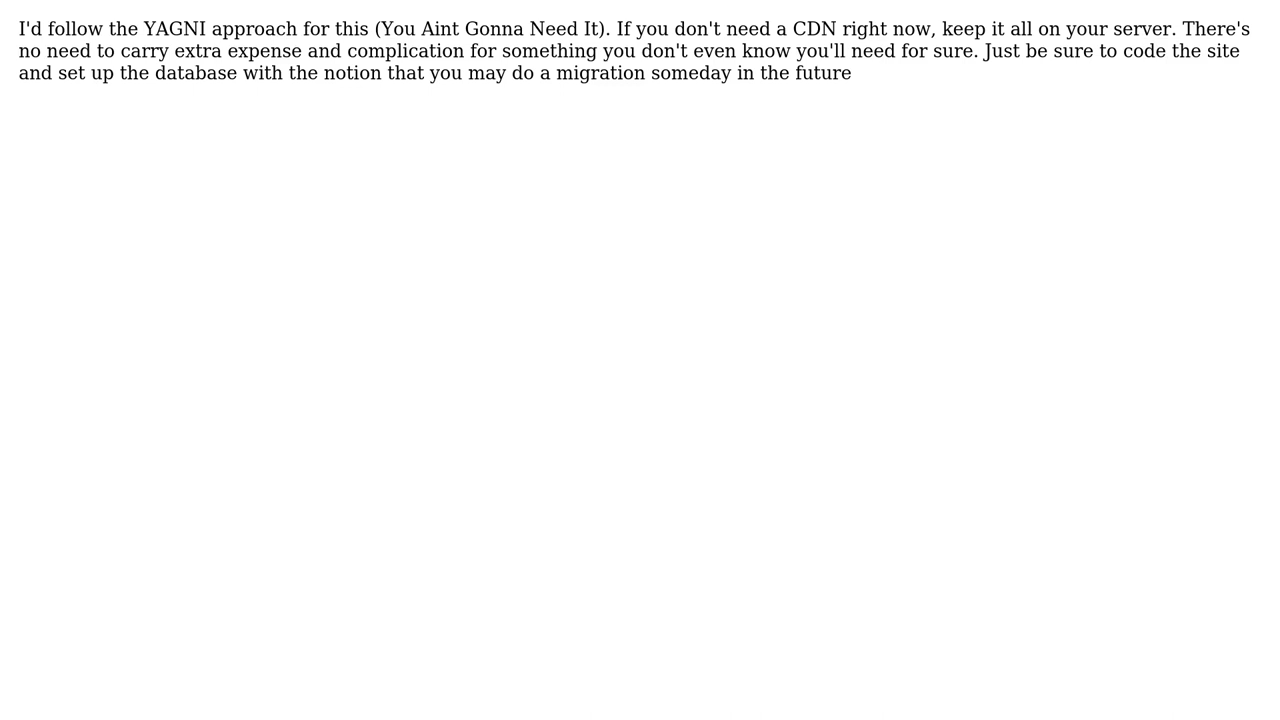 I'd follow the YAGNI approach for this (You Aint Gonna Need It). If you don't need a CDN right now, keep it all on your server. There's
no need to carry extra expense and complication for something you don't even know you'll need for sure. Just be sure to code the site
and set up the database with the notion that you may do a migration someday in the future